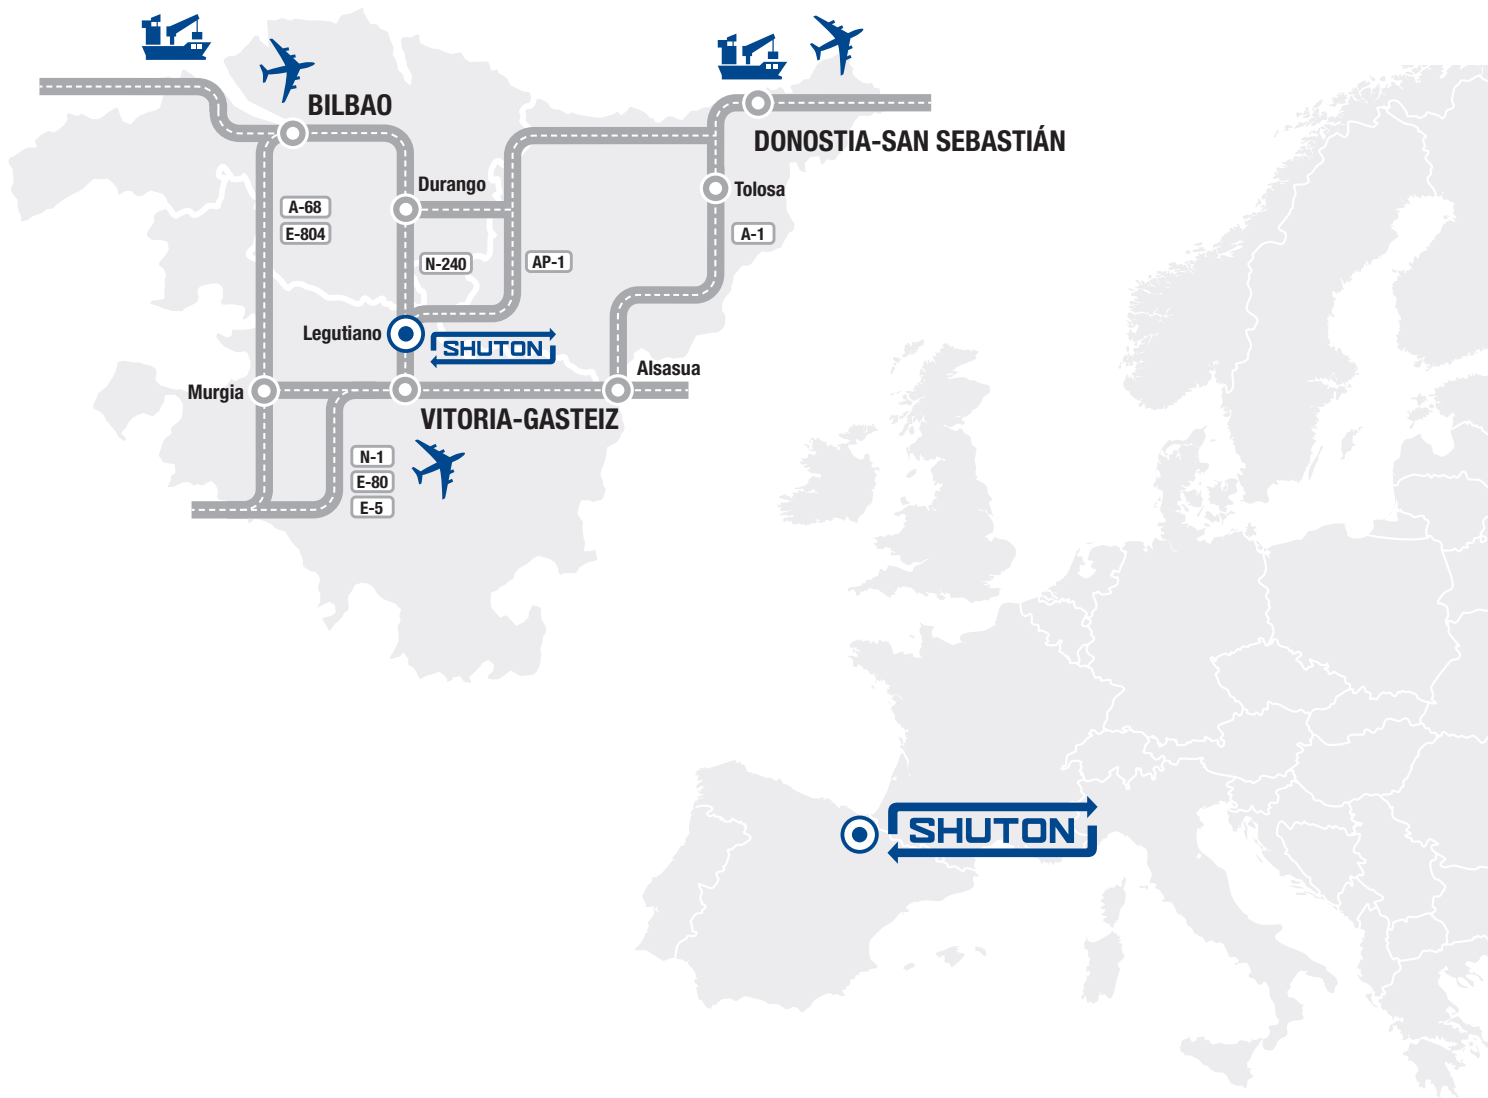 BILBAO
DONOSTIA-SAN SEBASTIÁN
Durango
Tolosa
A-68
E-804
A-1
N-240
AP-1
Legutiano
SHUTON
Alsasua
Murgia
VITORIA-GASTEIZ
N-1
E-80
E-5
SHUTON